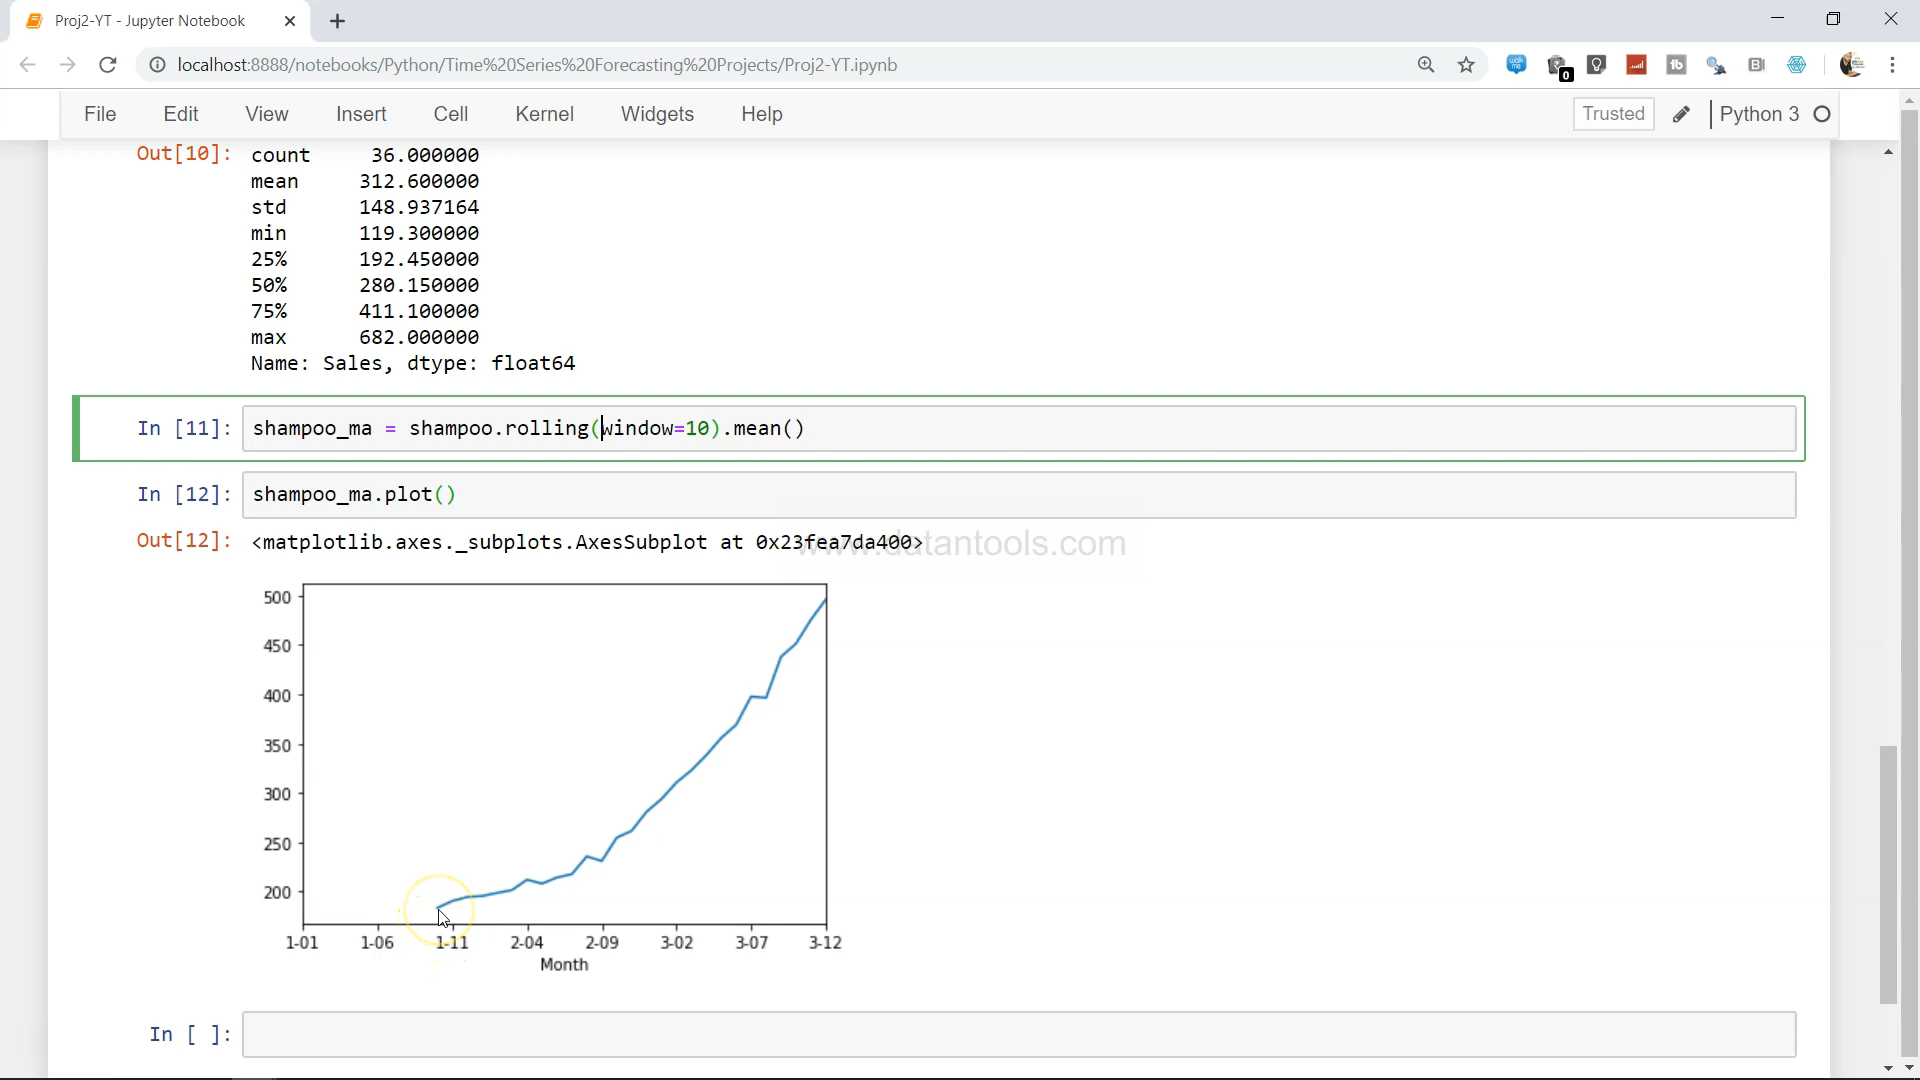 Proj2-YT - Jupyter Notebook
localhost:8888/notebooks/Python/Time%20Series%20Forecasting%20Projects/Proj2-YT.ipynb
0
1b
B
File Edit View Insert Cell Kernel Widgets Help Trusted Python 3
Out[10]: count 36.000000
mean 312.600000
std 148.937164
min 119.300000
25% 192.450000
50% 280.150000
75% 411.100000
max 682.000000
Name: Sales, dtype: float64
In [11]: shampoo_ma = shampoo.rolling(window=10).mean()
In [12]: shampoo_ma.plot()
Out[12]: <matplotlib.axes._subplots.AxesSubplot at 0x23fea7da400>
www.datantools.com
500
450
400
350
300
250
200
1-01 1-06 1-11 2-04 2-09 3-02 3-07 3-12
Month
In [ ]: